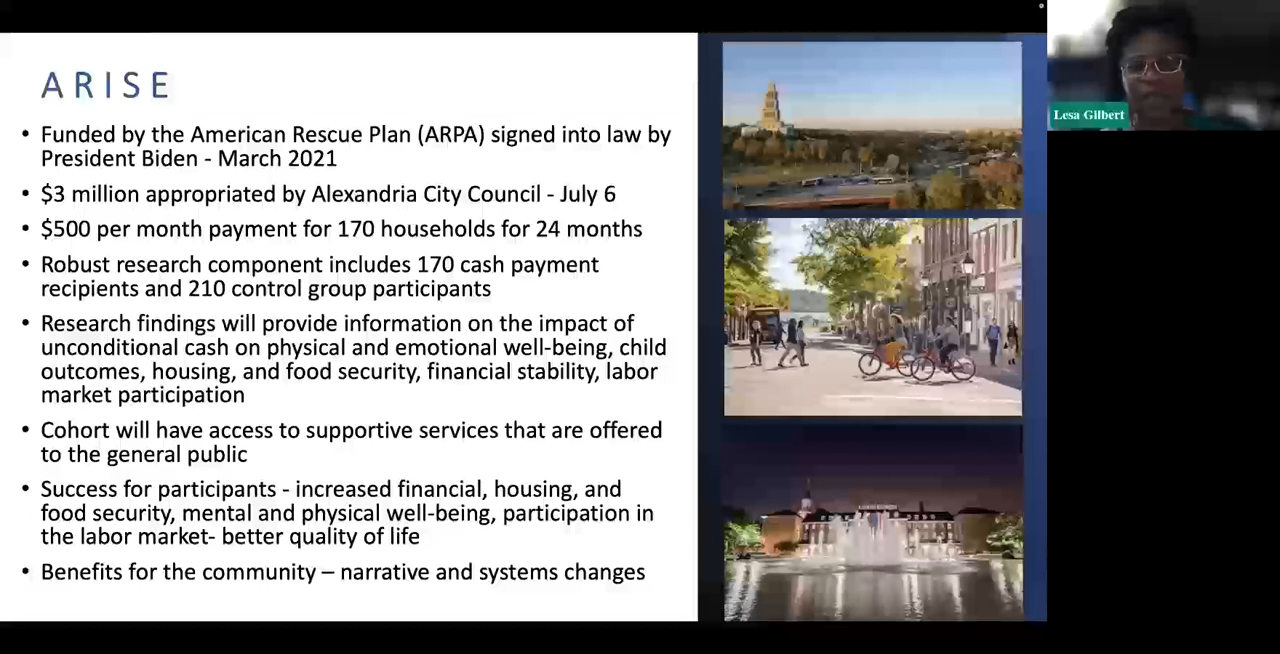 ARISE
• Funded by the American Rescue Plan (ARPA) signed into law by
President Biden - March 2021
• $3 million appropriated by Alexandria City Council - July 6
• $500 per month payment for 170 households for 24 months
• Robust research component includes 170 cash payment
recipients and 210 control group participants
• Research findings will provide information on the impact of
unconditional cash on physical and emotional well-being, child
outcomes, housing, and food security, financial stability, labor
market participation
• Cohort will have access to supportive services that are offered
to the general public
• Success for participants - increased financial, housing, and
food security, mental and physical well-being, participation in
the labor market- better quality of life
• Benefits for the community – narrative and systems changes
Lesa Gilbert